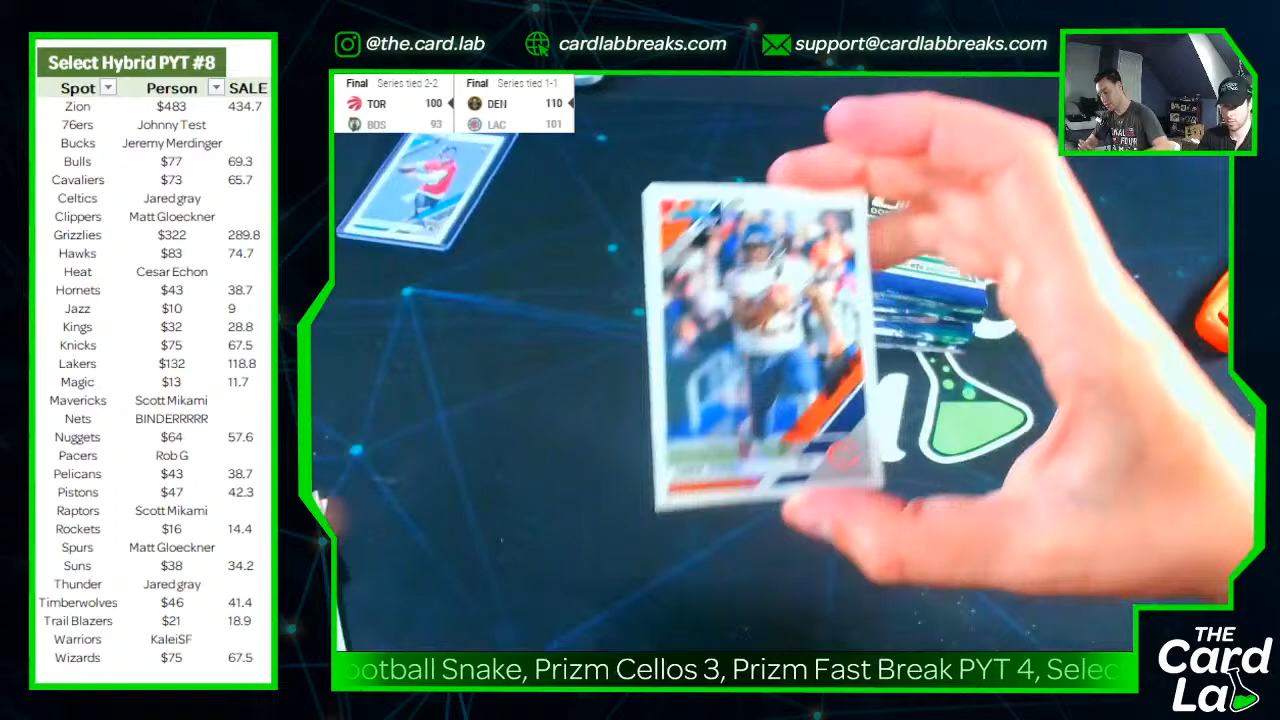 @the.card.lab
cardlabbreaks.com
support@cardlabbreaks.com
Select Hybrid PYT #8
Spot Person SALE
Zion $483 434.7
76ers Johnny Test
Bucks Jeremy Merdinger
Bulls $77 69.3
Cavaliers $73 65.7
Celtics Jared gray
Clippers Matt Gloeckner
Grizzlies $322 289.8
Hawks $83 74.7
Heat Cesar Echon
Hornets $43 38.7
Jazz $10 9
Kings $32 28.8
Knicks $75 67.5
Lakers $132 118.8
Magic $13 11.7
Mavericks Scott Mikami
Nets BINDERRRRR
Nuggets $64 57.6
Pacers Rob G
Pelicans $43 38.7
Pistons $47 42.3
Raptors Scott Mikami
Rockets $16 14.4
Spurs Matt Gloeckner
Suns $38 34.2
Thunder Jared gray
Timberwolves $46 41.4
Trail Blazers $21 18.9
Warriors KaleiSF
Wizards $75 67.5
Final Series tied 2-2
TOR 100
BOS 93
Final Series tied 1-1
DEN 110
LAC 101
ootball Snake, Prizm Cellos 3, Prizm Fast Break PYT 4, Selec
THE
Card
La